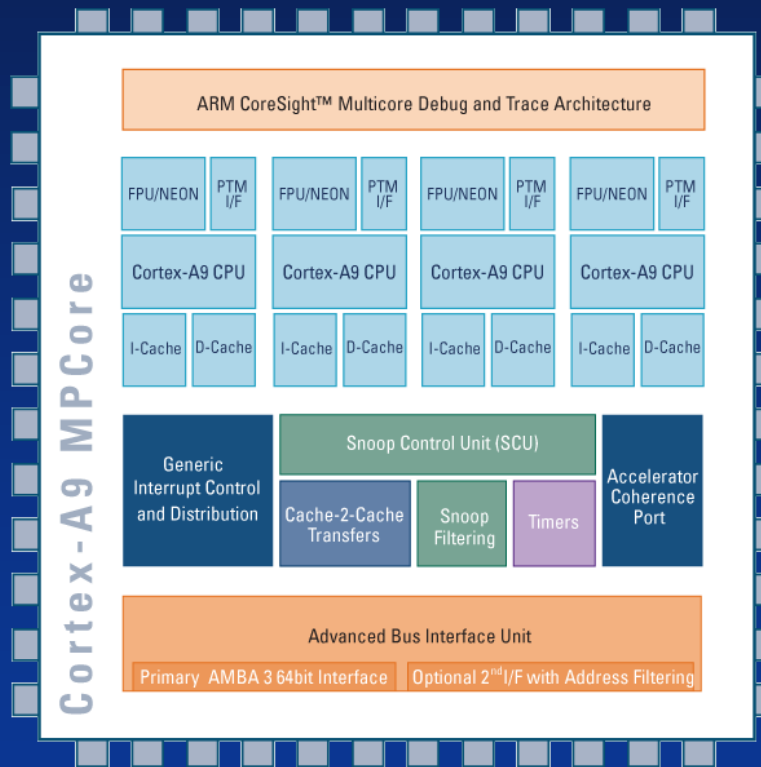 Cortex-A9 MPCore
ARM CoreSight™ Multicore Debug and Trace Architecture
FPU/NEON
PTM
I/F
FPU/NEON
PTM
I/F
FPU/NEON
PTM
I/F
FPU/NEON
PTM
I/F
Cortex-A9 CPU
Cortex-A9 CPU
Cortex-A9 CPU
Cortex-A9 CPU
I-Cache
D-Cache
I-Cache
D-Cache
I-Cache
D-Cache
I-Cache
D-Cache
Generic
Interrupt Control
and Distribution
Snoop Control Unit (SCU)
Cache-2-Cache
Transfers
Snoop
Filtering
Timers
Accelerator
Coherence
Port
Advanced Bus Interface Unit
Primary AMBA 3 64bit Interface
Optional 2nd I/F with Address Filtering